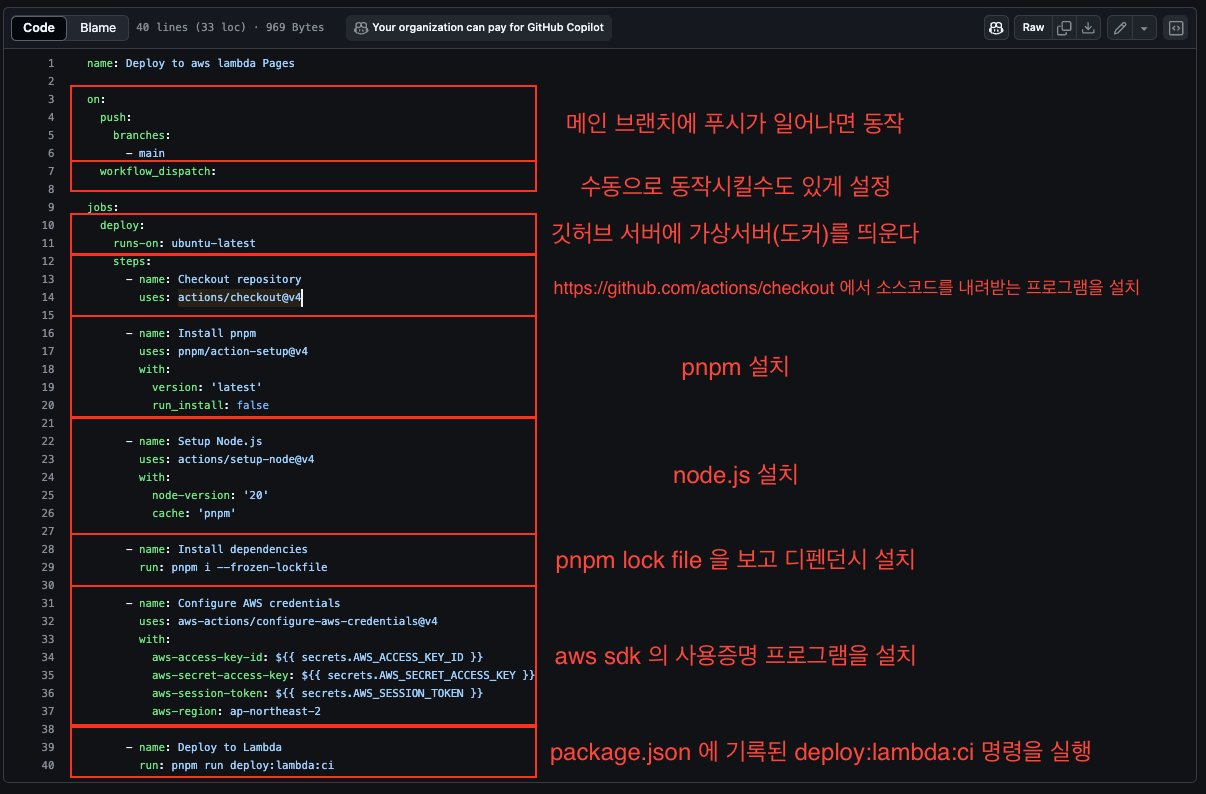 Code Blame 40 lines (33 loc) · 969 Bytes Your organization can pay for GitHub Copilot Raw
1 name: Deploy to aws lambda Pages
2
3 on:
4 push:
메인 브랜치에 푸시가 일어나면 동작
5 branches:
6 - main
7 workflow_dispatch:
수동으로 동작시킬수도 있게 설정
8
9 jobs:
10 deploy:
깃허브 서버에 가상서버(도커)를 띄운다
11 runs-on: ubuntu-latest
12 steps:
13 - name: Checkout repository
https://github.com/actions/checkout 에서 소스코드를 내려받는 프로그램을 설치
14 uses: actions/checkout@v4
15
16 - name: Install pnpm
17 uses: pnpm/action-setup@v4
18 with:
pnpm 설치
19 version: 'latest'
20 run_install: false
21
22 - name: Setup Node.js
23 uses: actions/setup-node@v4
24 with:
node.js 설치
25 node-version: '20'
26 cache: 'pnpm'
27
28 - name: Install dependencies
pnpm lock file 을 보고 디펜던시 설치
29 run: pnpm i --frozen-lockfile
30
31 - name: Configure AWS credentials
32 uses: aws-actions/configure-aws-credentials@v4
33 with:
34 aws-access-key-id: ${{ secrets.AWS_ACCESS_KEY_ID }}
aws sdk 의 사용증명 프로그램을 설치
35 aws-secret-access-key: ${{ secrets.AWS_SECRET_ACCESS_KEY }}
36 aws-session-token: ${{ secrets.AWS_SESSION_TOKEN }}
37 aws-region: ap-northeast-2
38
39 - name: Deploy to Lambda
package.json 에 기록된 deploy:lambda:ci 명령을 실행
40 run: pnpm run deploy:lambda:ci